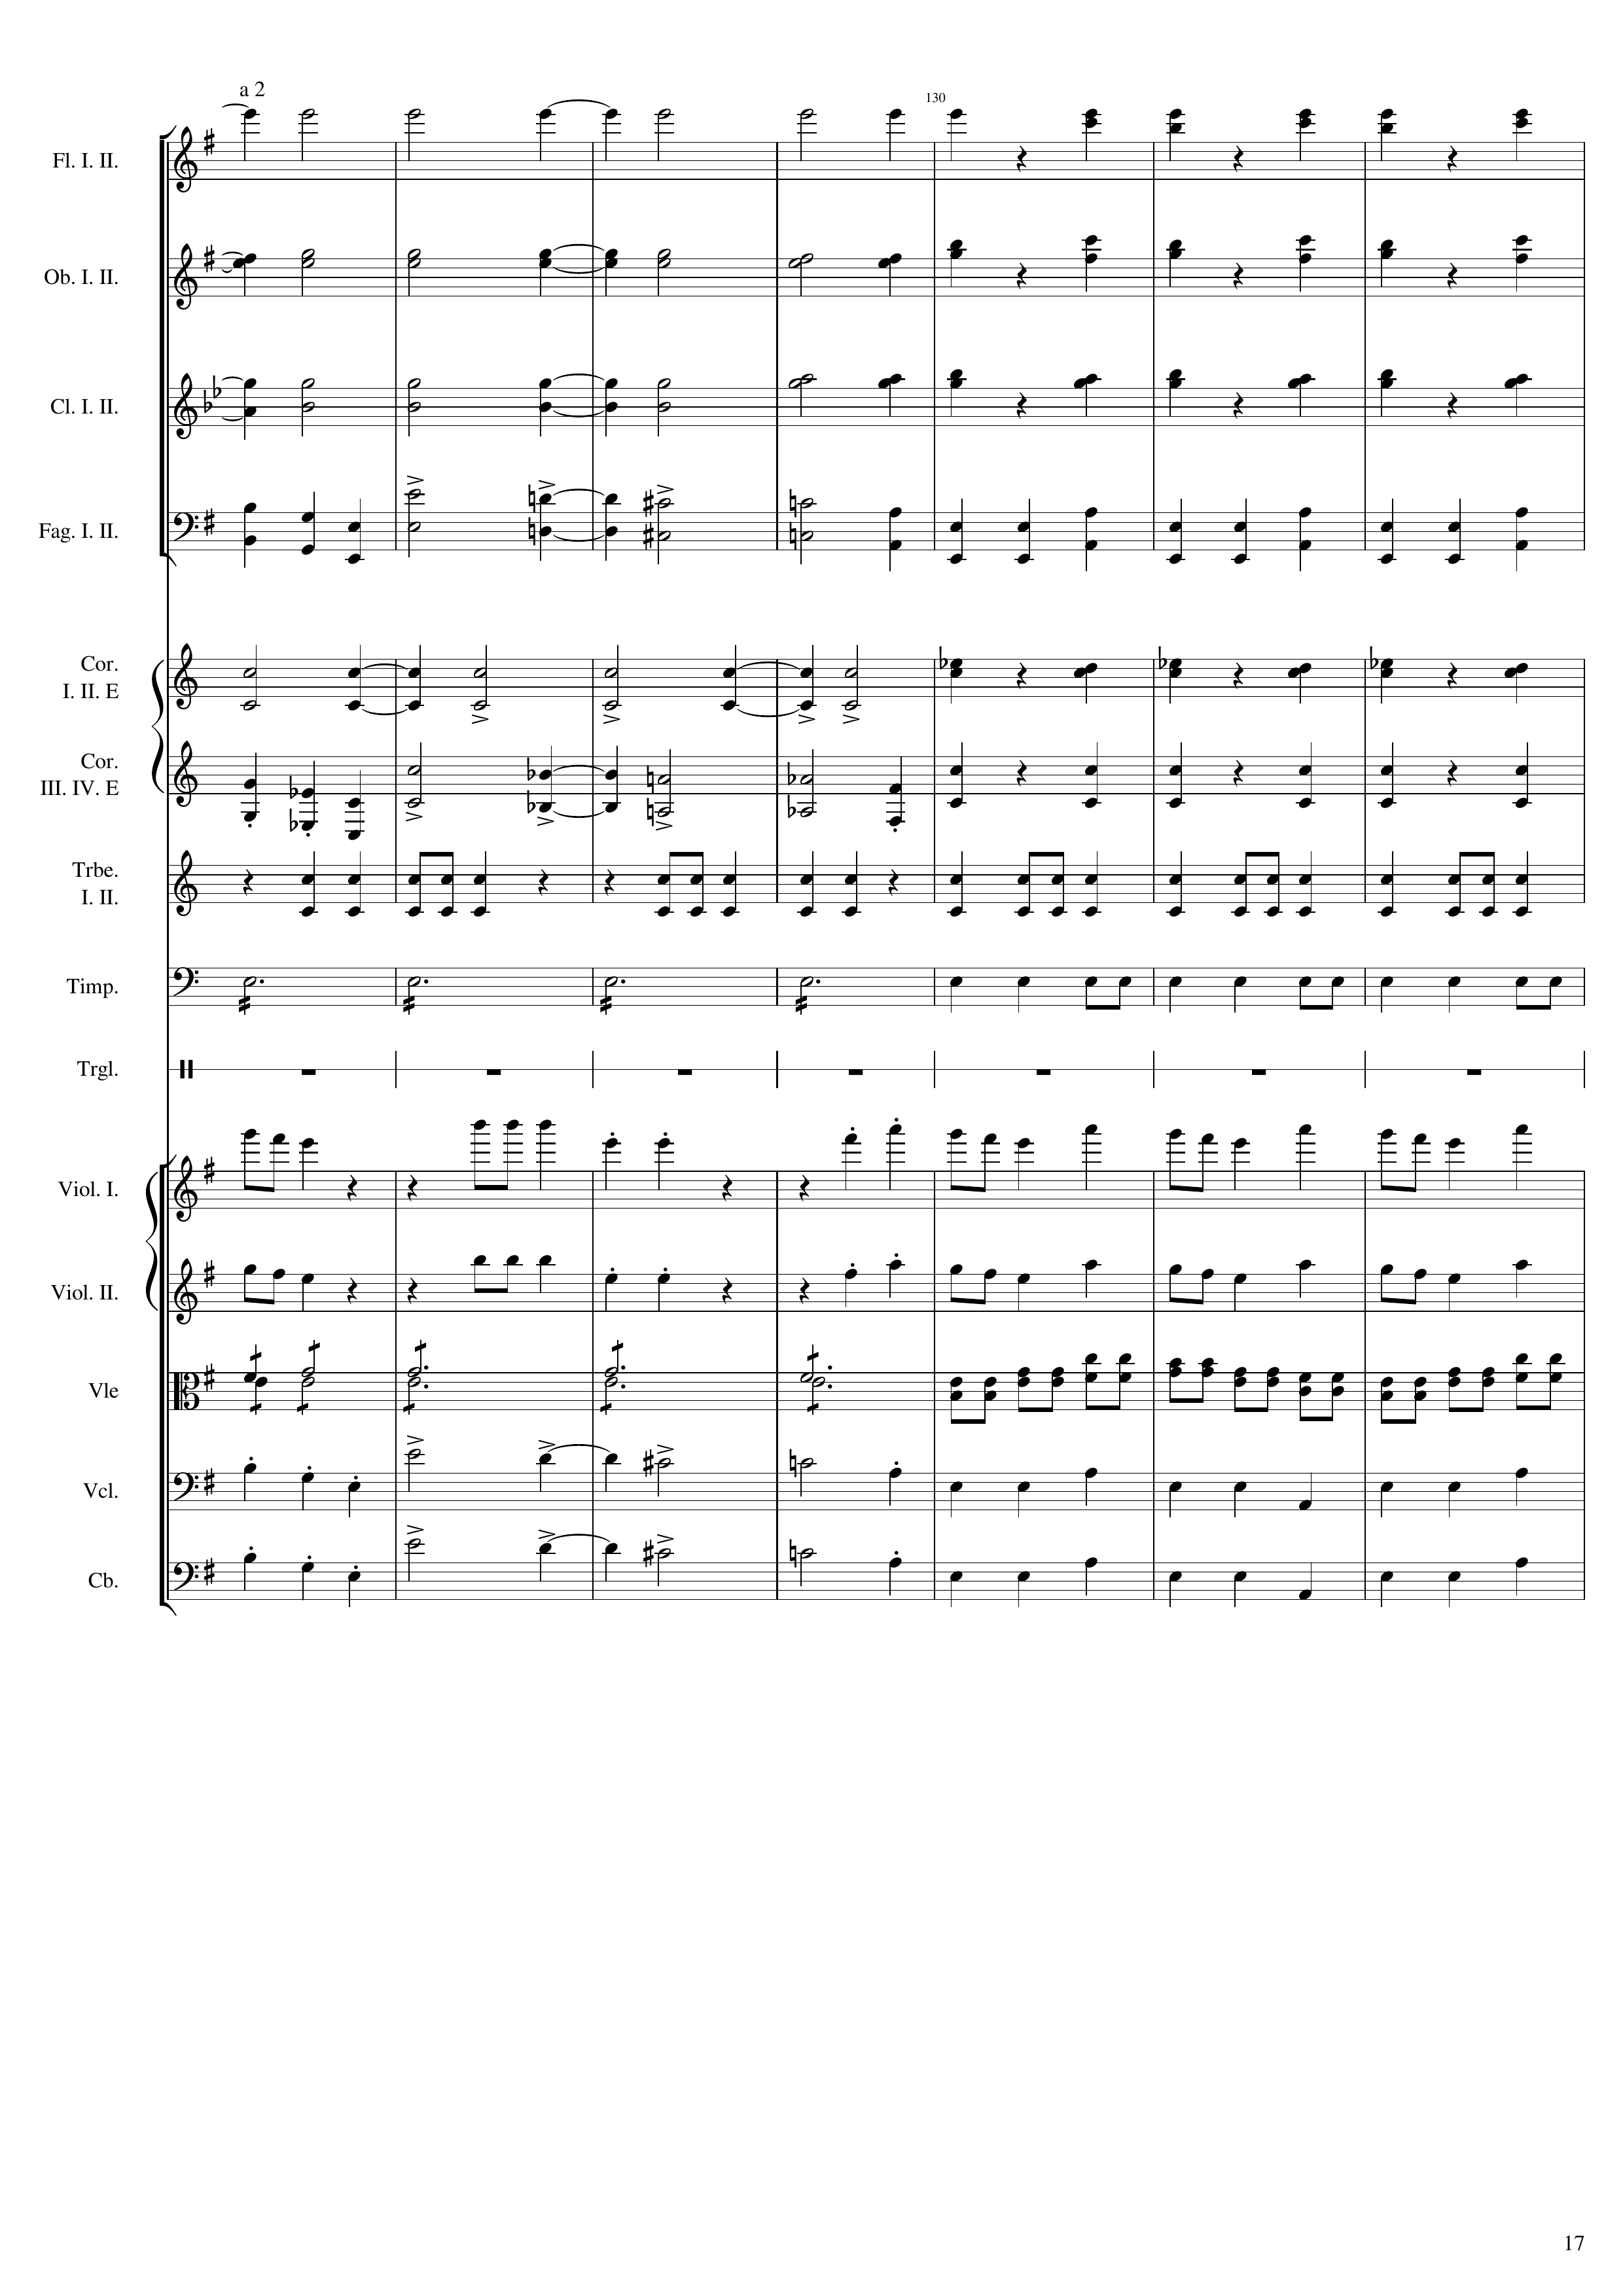 a 2
130
Fl. I. II.
Ob. I. II.
Cl. I. II.
Fag. I. II.
Cor.
I. II. E
Cor.
III. IV. E
Trbe.
I. II.
Timp.
Trgl.
Viol. I.
Viol. II.
Vle
Vcl.
Cb.
17